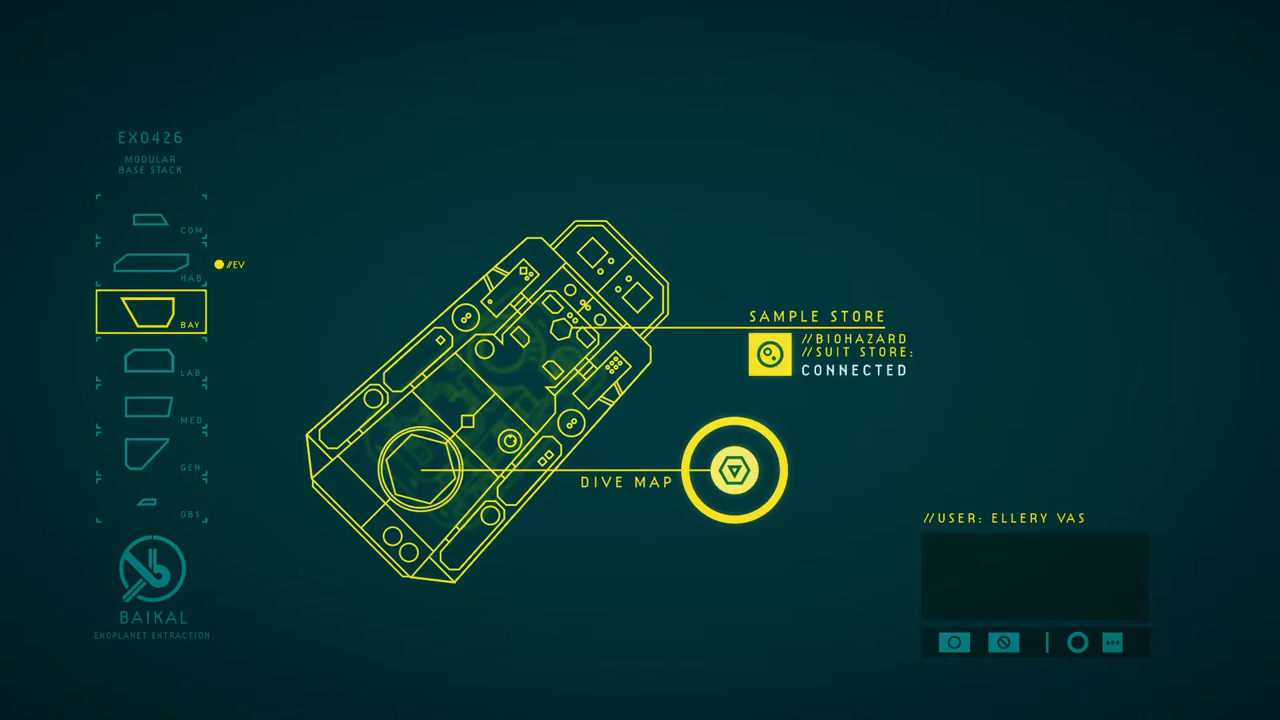 EX0426
MODULAR
BASE STACK
COM
HAB
//EV
BAY
LAB
MED
GEN
OBS
BAIKAL
EXOPLANET EXTRACTION
SAMPLE STORE
//BIOHAZARD
//SUIT STORE:
CONNECTED
DIVE MAP
//USER: ELLERY VAS